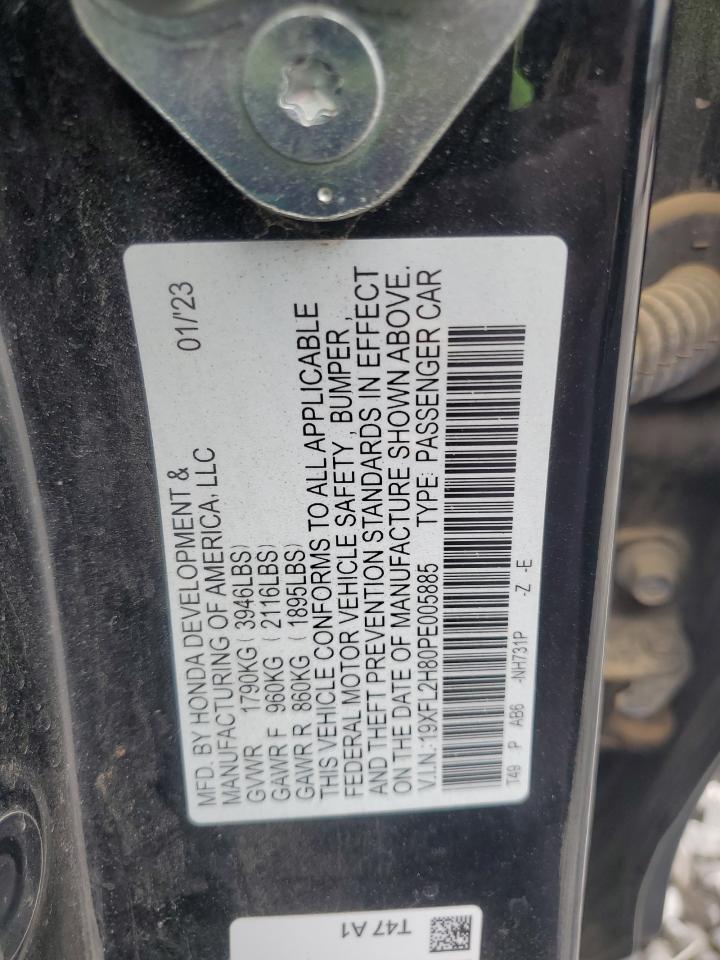 MFD. BY HONDA DEVELOPMENT &
MANUFACTURING OF AMERICA, LLC 01/'23
GVWR 1790KG ( 3946LBS)
GAWR F 960KG ( 2116LBS)
GAWR R 860KG ( 1895LBS)
THIS VEHICLE CONFORMS TO ALL APPLICABLE
FEDERAL MOTOR VEHICLE SAFETY , BUMPER ,
AND THEFT PREVENTION STANDARDS IN EFFECT
ON THE DATE OF MANUFACTURE SHOWN ABOVE.
V.I.N.:19XFL2H80PE005885 TYPE: PASSENGER CAR
T49 P AB6 -NH731P -Z -E
T47 A1